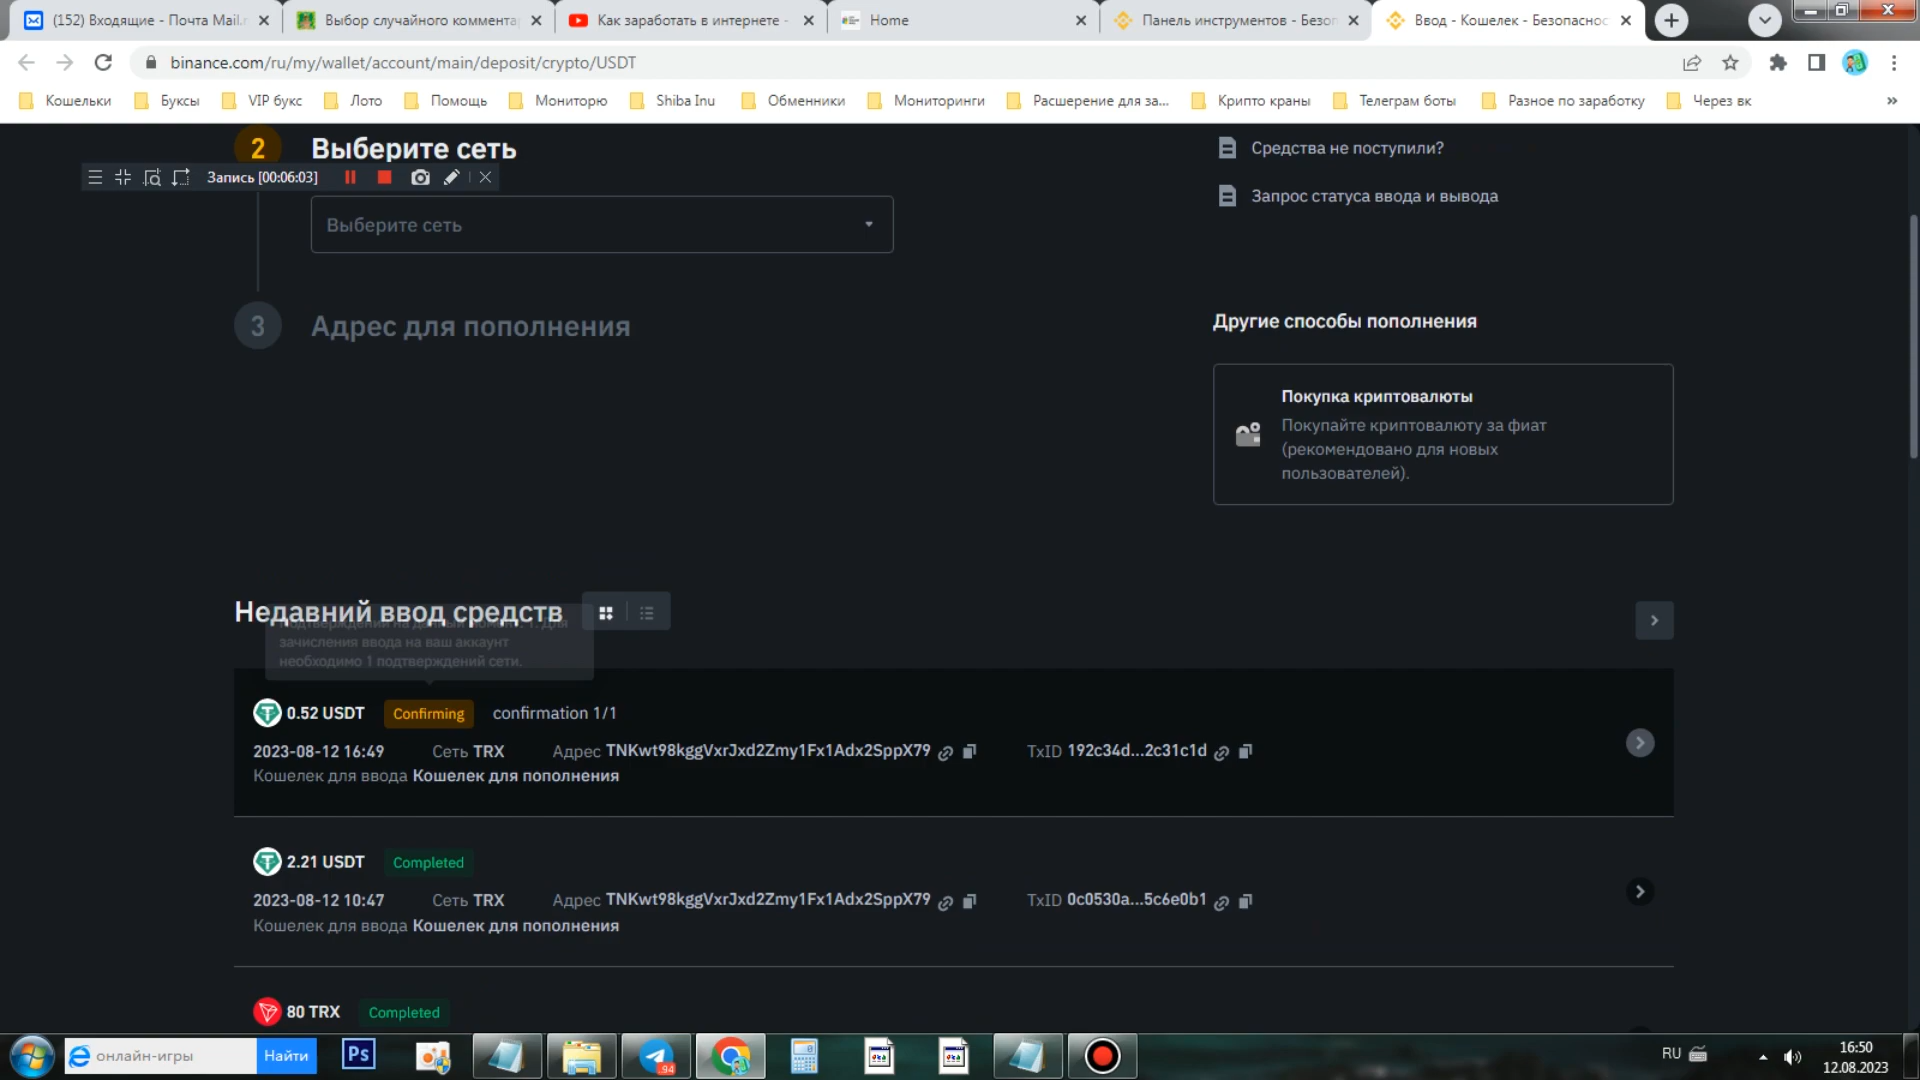 (152) Входящие - Почта Mail.r
Выбор случайного коммента
Как заработать в интернете -
Home
Панель инструментов - Безоп
Ввод - Кошелек - Безопаснос
binance.com/ru/my/wallet/account/main/deposit/crypto/USDT
Кошельки
Буксы
VIP букс
Лото
Помощь
Мониторю
Shiba Inu
Обменники
Мониторинги
Расшерение для за...
Крипто краны
Телеграм боты
Разное по заработку
Через вк
»
2
Выберите сеть
Средства не поступили?
Запись [00:06:03]
Запрос статуса ввода и вывода
Выберите сеть
3
Адрес для пополнения
Другие способы пополнения
Покупка криптовалюты
Покупайте криптовалюту за фиат
(рекомендовано для новых
пользователей).
Недавний ввод средств
зачисления ввода на ваш аккаунт
необходимо 1 подтверждений сети.
0.52 USDT
Confirming
confirmation 1/1
2023-08-12 16:49
Сеть TRX
Адрес TNKwt98kggVxrJxd2Zmy1Fx1Adx2SppX79
TxID 192c34d...2c31c1d
Кошелек для ввода Кошелек для пополнения
2.21 USDT
Completed
2023-08-12 10:47
Сеть TRX
Адрес TNKwt98kggVxrJxd2Zmy1Fx1Adx2SppX79
TxID 0c0530a...5c6e0b1
Кошелек для ввода Кошелек для пополнения
80 TRX
Completed
онлайн-игры
Найти
Ps
94
RU
16:50
12.08.2023